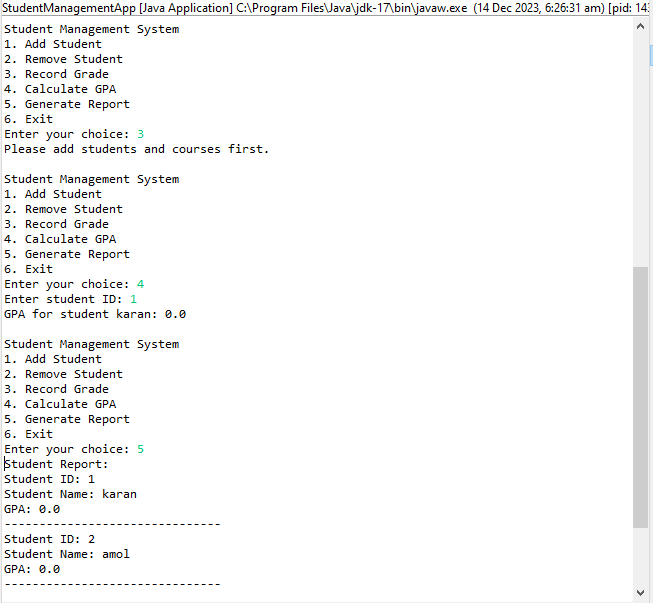 StudentManagementApp [Java Application] C:\Program Files\Java\jdk-17\bin\javaw.exe (14 Dec 2023, 6:26:31 am) [pid:
Student Management System
1. Add Student
2. Remove Student
3. Record Grade
4. Calculate GPA
5. Generate Report
6. Exit
Enter your choice: 3
Please add students and courses first.
Student Management System
1. Add Student
2. Remove Student
3. Record Grade
4. Calculate GPA
5. Generate Report
6. Exit
Enter your choice: 4
Enter student ID: 1
GPA for student karan: 0.0
Student Management System
1. Add Student
2. Remove Student
3. Record Grade
4. Calculate GPA
5. Generate Report
6. Exit
Enter your choice: 5
Student Report:
Student ID: 1
Student Name: karan
GPA: 0.0
-------------------------------
Student ID: 2
Student Name: amol
GPA: 0.0
-------------------------------